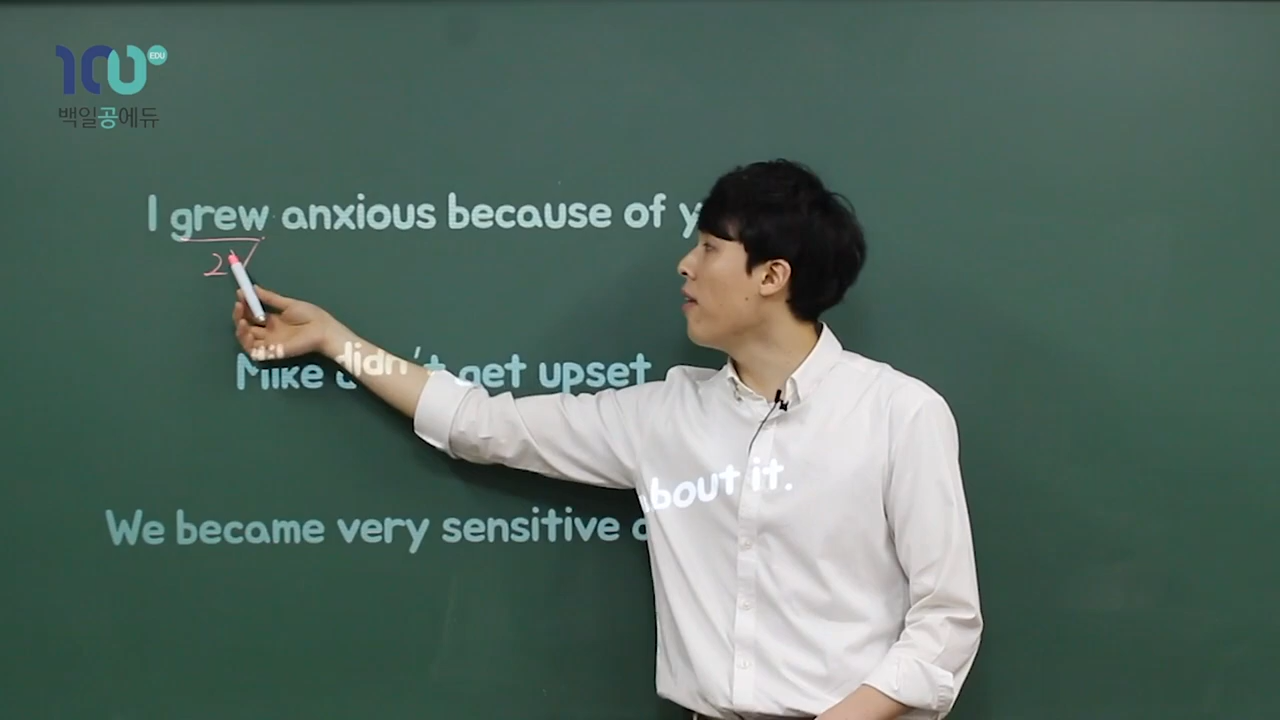 100 EDU
백일공에듀
I grew anxious because of
2
Mike didn't get upset
We became very sensitive about it.